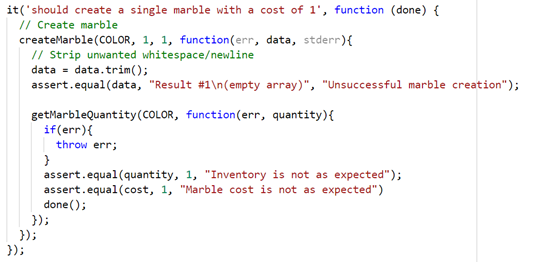 it('should create a single marble with a cost of 1', function (done) {
// Create marble
createMarble(COLOR, 1, 1, function(err, data, stderr){
// Strip unwanted whitespace/newline
data = data.trim();
assert.equal(data, "Result #1\n(empty array)", "Unsuccessful marble creation");
getMarbleQuantity(COLOR, function(err, quantity){
if(err){
throw err;
}
assert.equal(quantity, 1, "Inventory is not as expected");
assert.equal(cost, 1, "Marble cost is not as expected")
done();
});
});
});